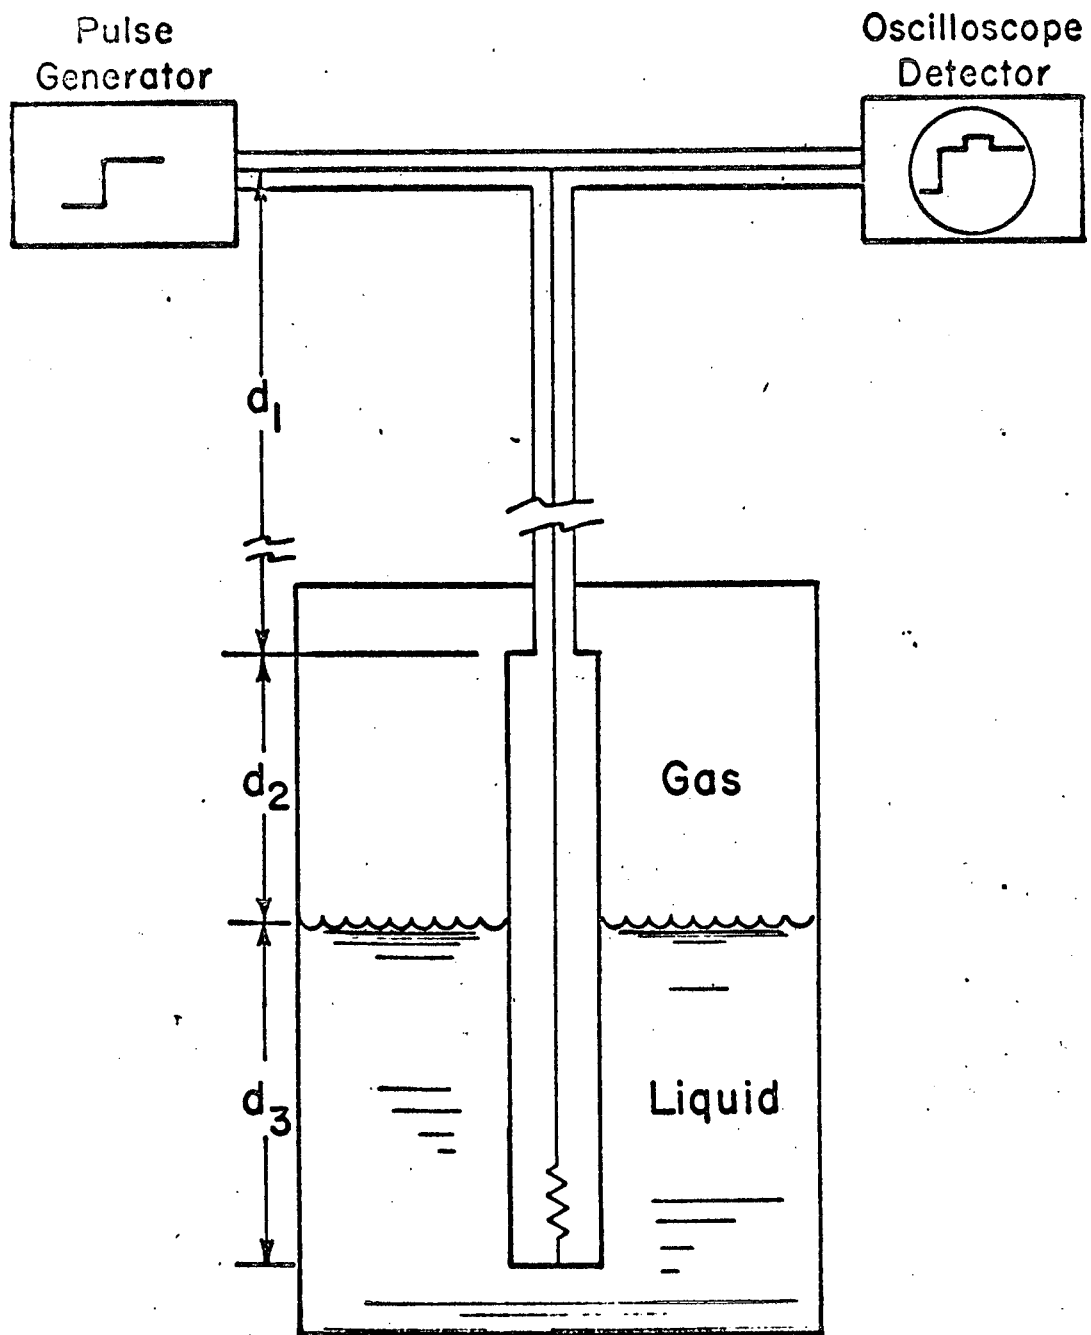 Pulse
Generator
Oscilloscope
Detector
d1
d2
Gas
d3
Liquid